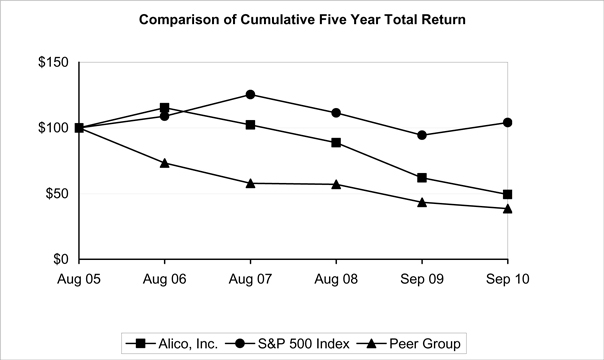 Comparison of Cumulative Five Year Total Return
$150
$100
$50
$0
Aug 05 Aug 06 Aug 07 Aug 08 Sep 09 Sep 10
Alico, Inc. S&P 500 Index Peer Group